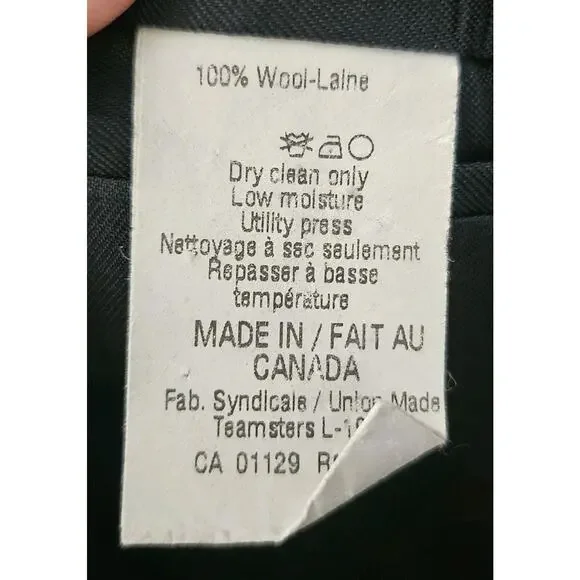 100% Wool-Laine
Dry clean only
Low moisture
Utility press
Nettoyage à sec seulement
Repasser à basse
température
MADE IN / FAIT AU
CANADA
Fab. Syndicale / Union Made
Teamsters
CA 01129